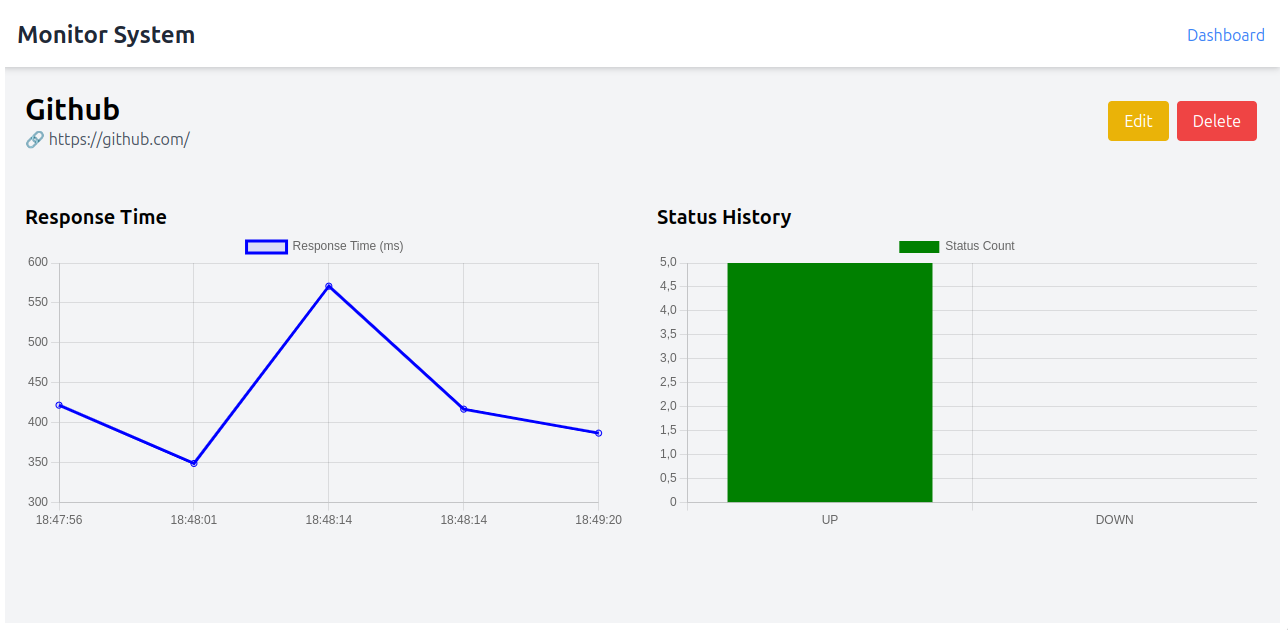 Monitor System
Dashboard
Github
Edit
Delete
🔗 https://github.com/
Response Time
Response Time (ms)
600
550
500
450
400
350
300
18:47:56
18:48:01
18:48:14
18:48:14
18:49:20
Status History
Status Count
5,0
4,5
4,0
3,5
3,0
2,5
2,0
1,5
1,0
0,5
0
UP
DOWN